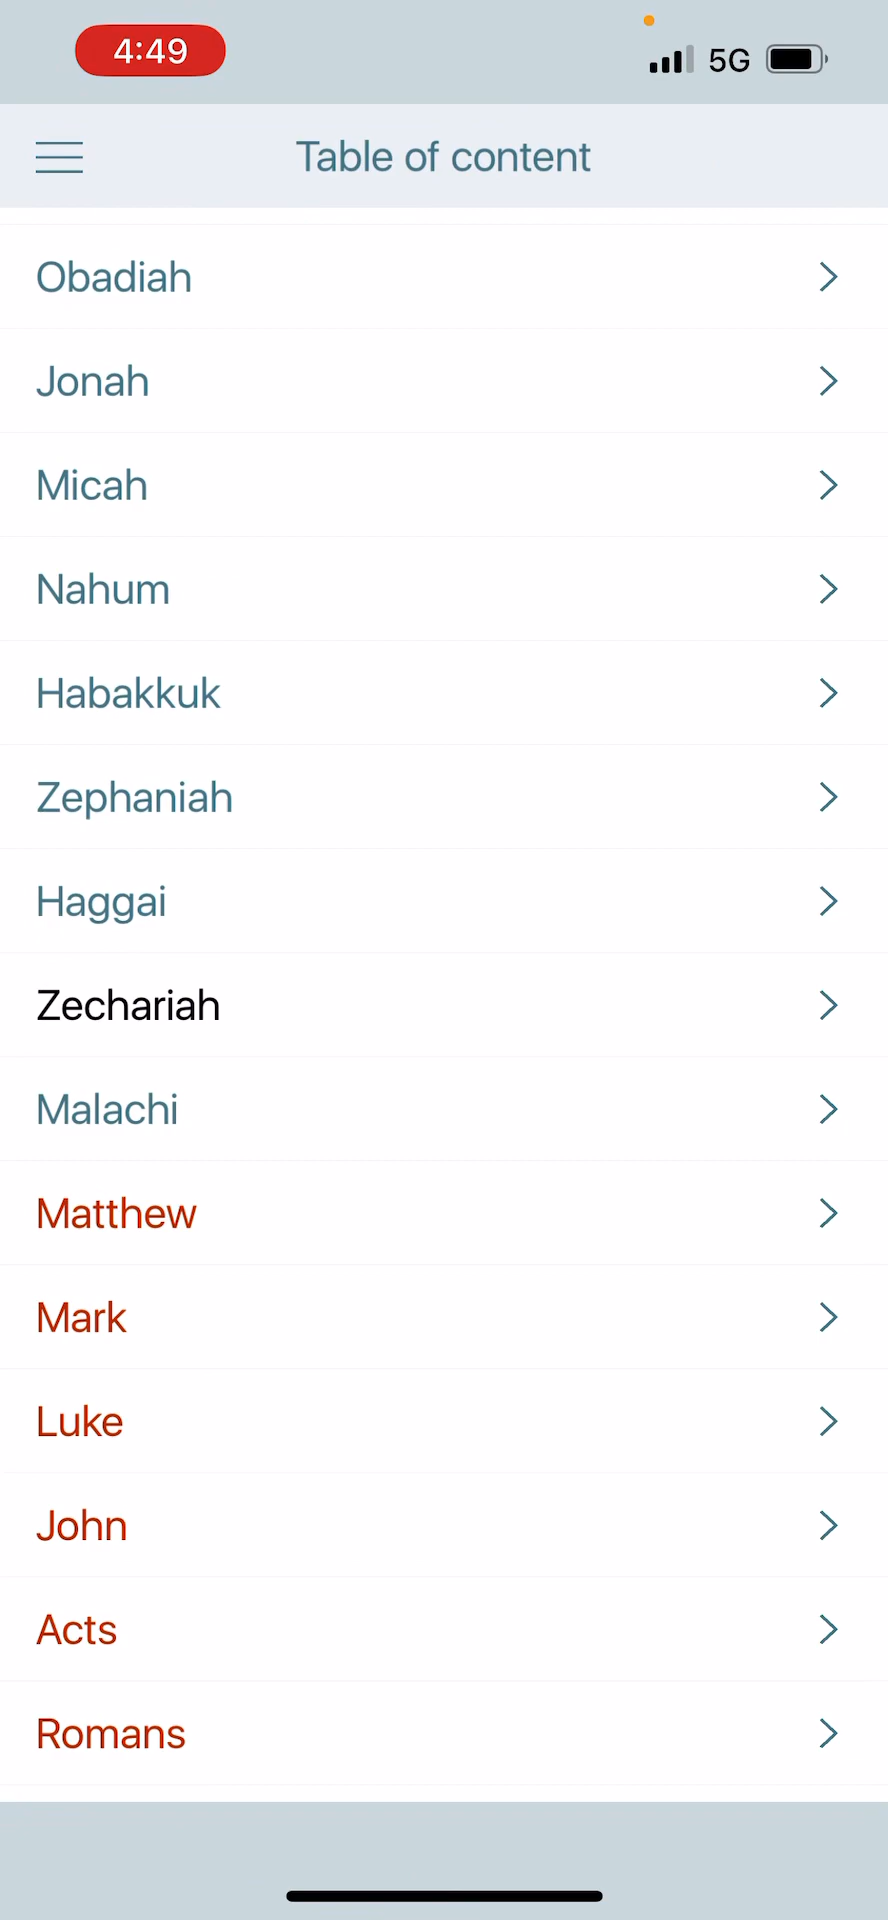 4:49
5G
Table of content
Obadiah
Jonah
Micah
Nahum
Habakkuk
Zephaniah
Haggai
Zechariah
Malachi
Matthew
Mark
Luke
John
Acts
Romans